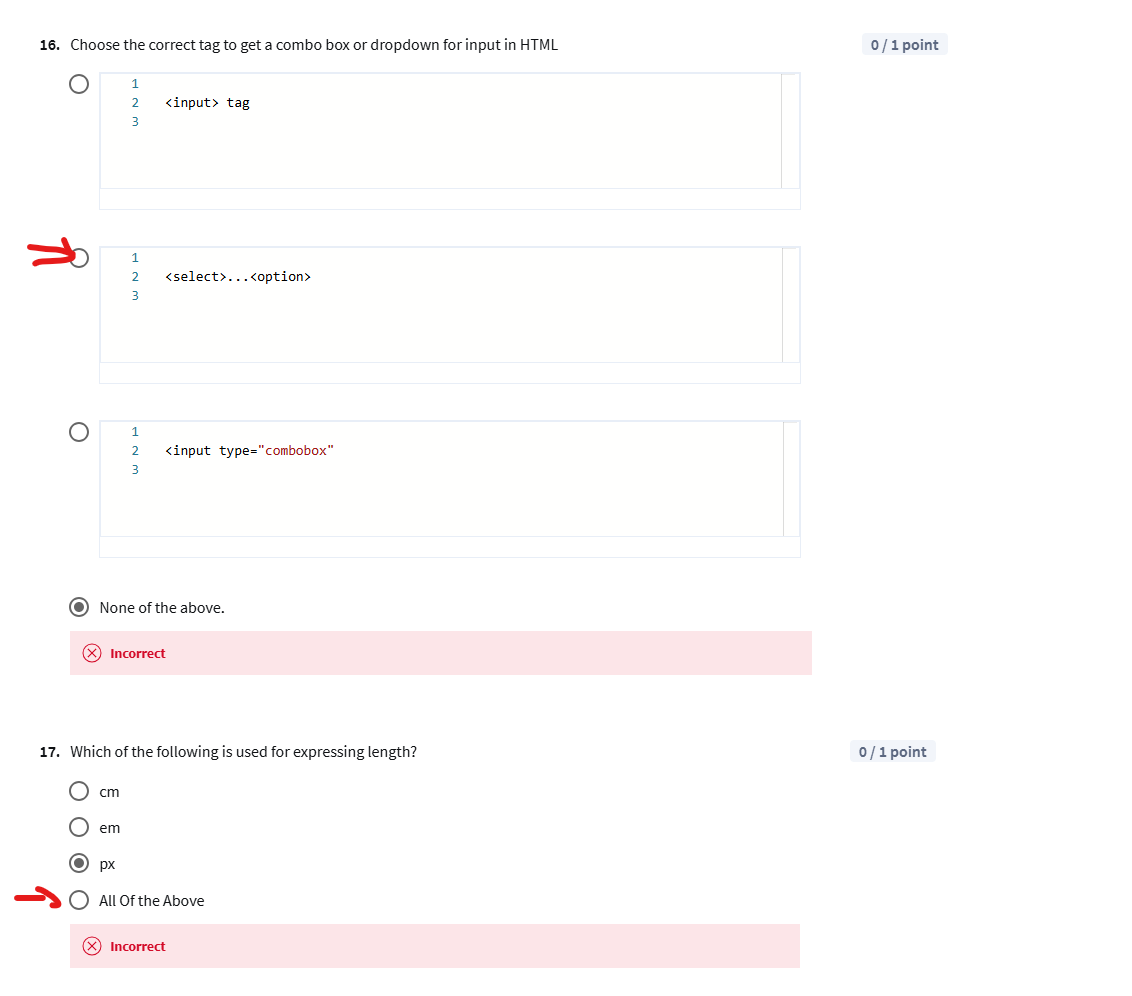 16. Choose the correct tag to get a combo box or dropdown for input in HTML
0 / 1 point
1
2 <input> tag
3
1
2 <select>...<option>
3
1
2 <input type="combobox"
3
None of the above.
Incorrect
17. Which of the following is used for expressing length?
0 / 1 point
cm
em
px
All Of the Above
Incorrect